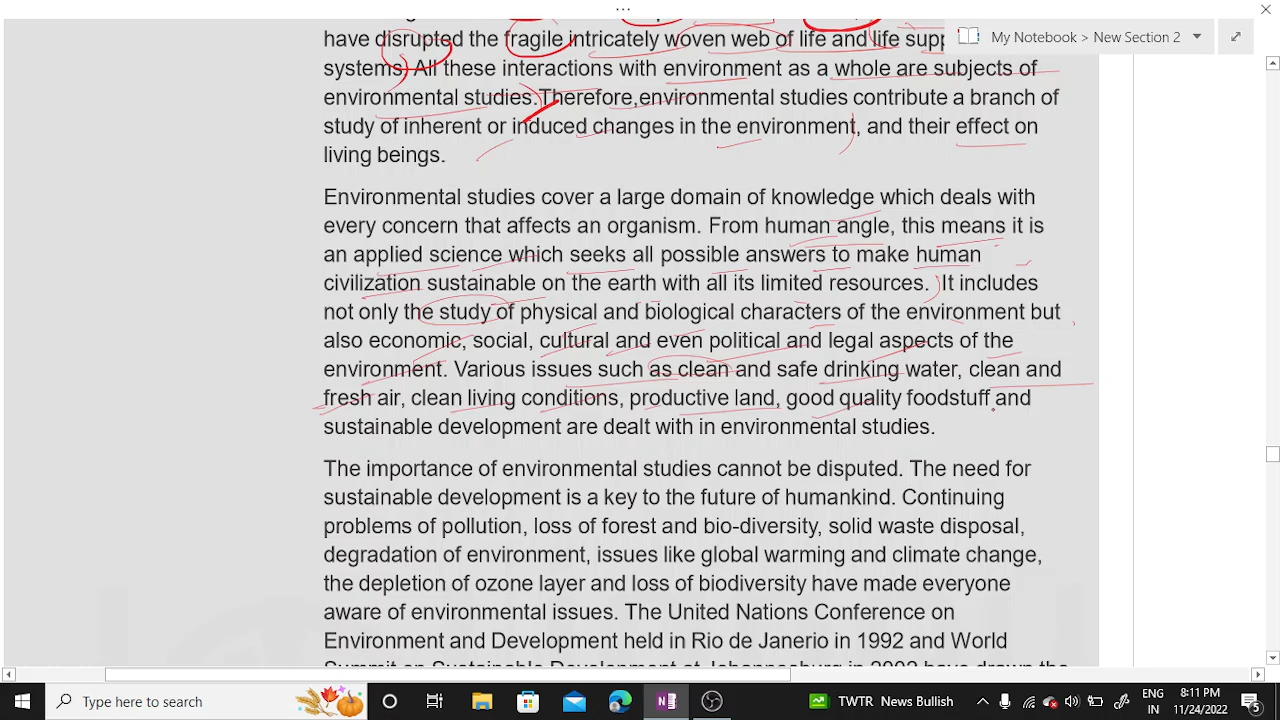 ...
have disrupted the fragile intricately woven web of life and life supp
My Notebook > New Section 2
systems. All these interactions with environment as a whole are subjects of
environmental studies.Therefore,environmental studies contribute a branch of
study of inherent or induced changes in the environment, and their effect on
living beings.
Environmental studies cover a large domain of knowledge which deals with
every concern that affects an organism. From human angle, this means it is
an applied science which seeks all possible answers to make human
civilization sustainable on the earth with all its limited resources. It includes
not only the study of physical and biological characters of the environment but
also economic, social, cultural and even political and legal aspects of the
environment. Various issues such as clean and safe drinking water, clean and
fresh air, clean living conditions, productive land, good quality foodstuff and
sustainable development are dealt with in environmental studies.
The importance of environmental studies cannot be disputed. The need for
sustainable development is a key to the future of humankind. Continuing
problems of pollution, loss of forest and bio-diversity, solid waste disposal,
degradation of environment, issues like global warming and climate change,
the depletion of ozone layer and loss of biodiversity have made everyone
aware of environmental issues. The United Nations Conference on
Environment and Development held in Rio de Janerio in 1992 and World
Summit on Sustainable Development at Johannesburg in 2002 have drawn the
Type here to search
TWTR News Bullish
ENG
IN
8:11 PM
11/24/2022
5